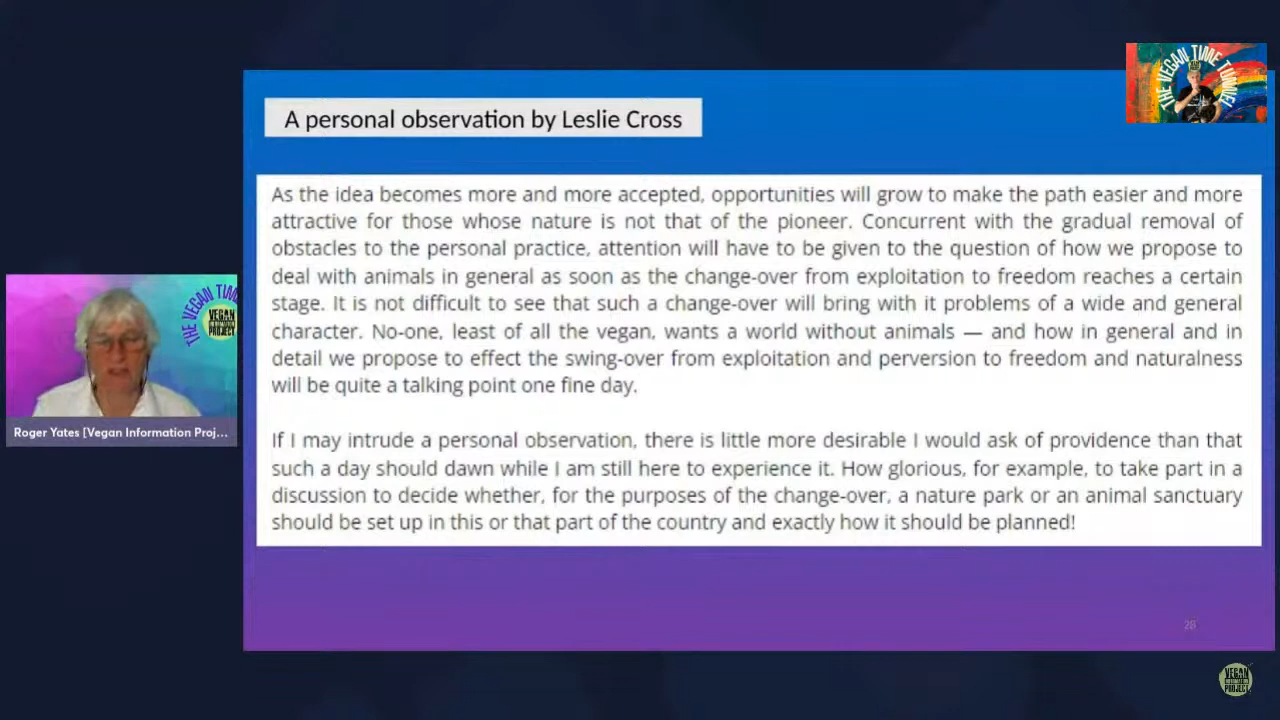 THE VEGAN TIME TUNNEL
A personal observation by Leslie Cross
As the idea becomes more and more accepted, opportunities will grow to make the path easier and more
attractive for those whose nature is not that of the pioneer. Concurrent with the gradual removal of
obstacles to the personal practice, attention will have to be given to the question of how we propose to
deal with animals in general as soon as the change-over from exploitation to freedom reaches a certain
stage. It is not difficult to see that such a change-over will bring with it problems of a wide and general
character. No-one, least of all the vegan, wants a world without animals — and how in general and in
detail we propose to effect the swing-over from exploitation and perversion to freedom and naturalness
will be quite a talking point one fine day.
If I may intrude a personal observation, there is little more desirable I would ask of providence than that
such a day should dawn while I am still here to experience it. How glorious, for example, to take part in a
discussion to decide whether, for the purposes of the change-over, a nature park or an animal sanctuary
should be set up in this or that part of the country and exactly how it should be planned!
28
THE VEGAN TIM
VEGAN
INFORMATION
PROJECT
Roger Yates [Vegan Information Proj...
VEGAN
INFORMATION
PROJECT